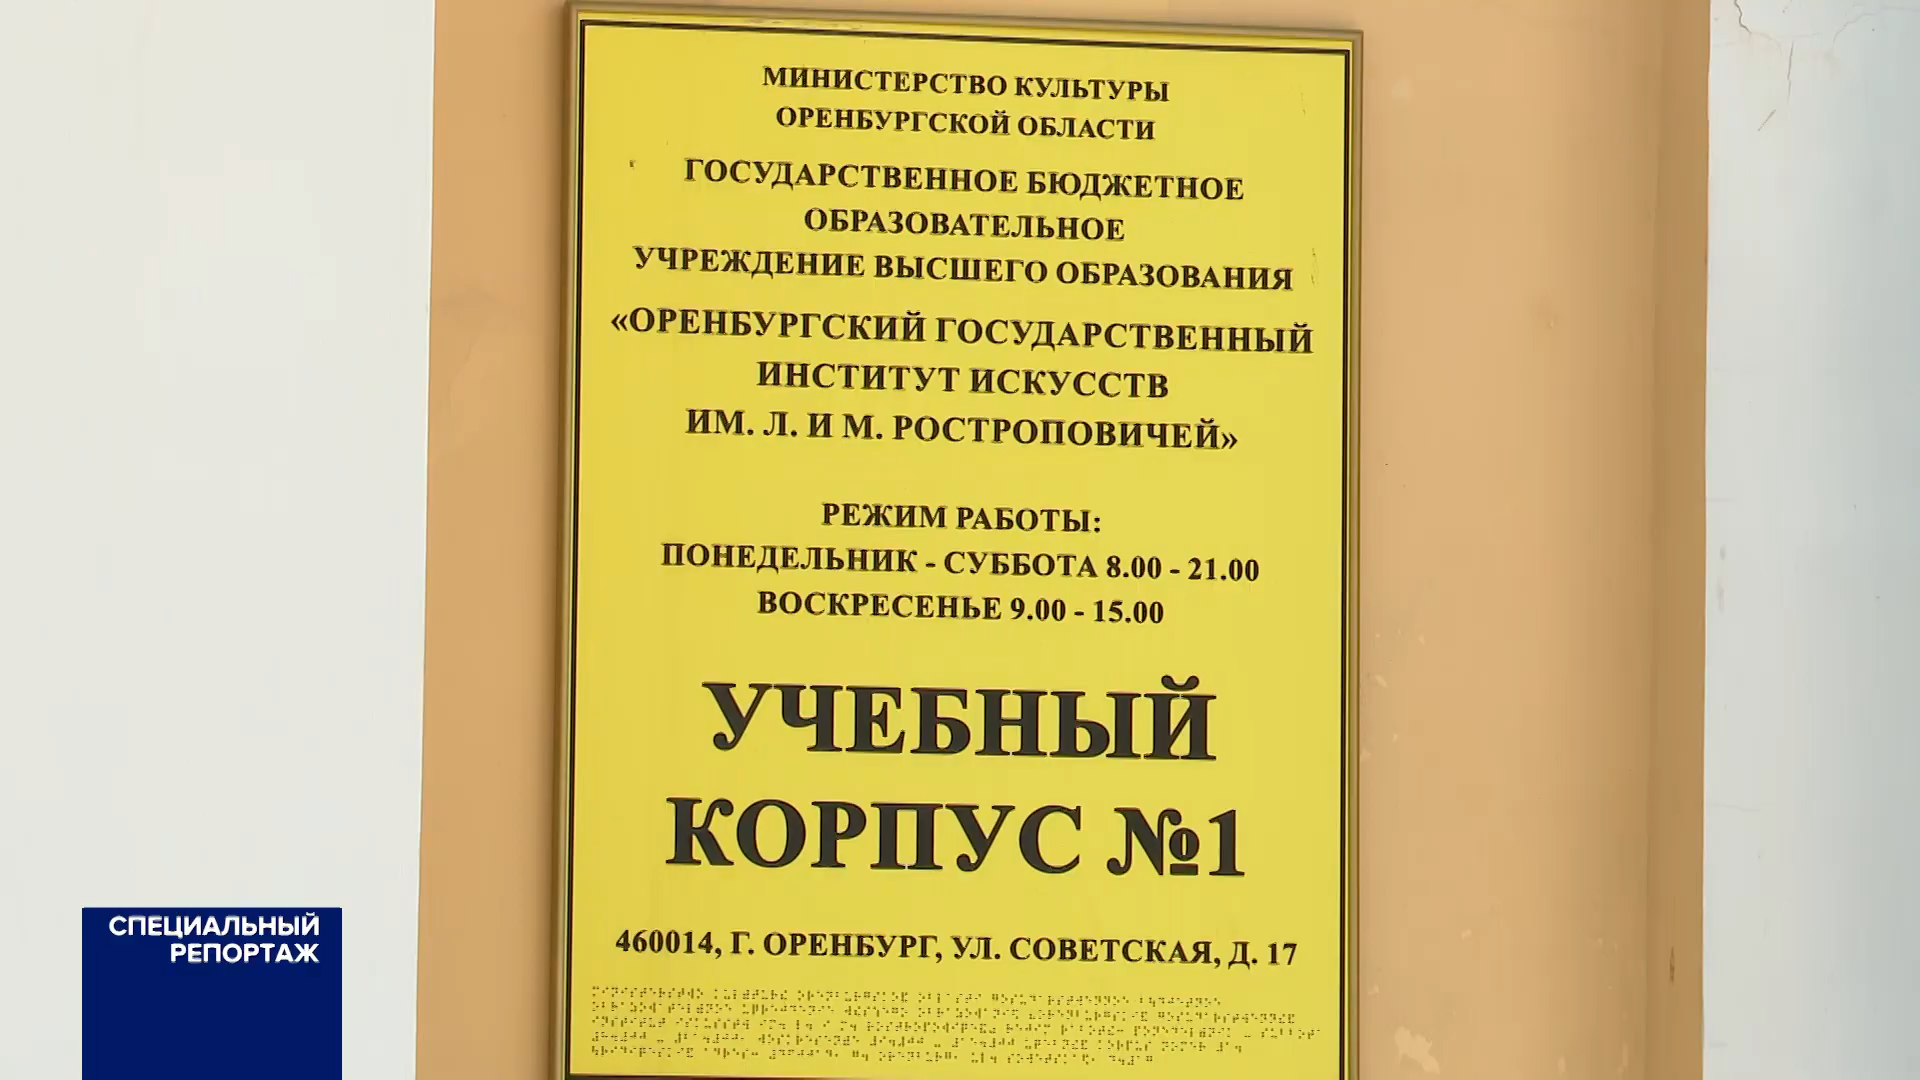 МИНИСТЕРСТВО КУЛЬТУРЫ
ОРЕНБУРГСКОЙ ОБЛАСТИ
ГОСУДАРСТВЕННОЕ БЮДЖЕТНОЕ
ОБРАЗОВАТЕЛЬНОЕ
УЧРЕЖДЕНИЕ ВЫСШЕГО ОБРАЗОВАНИЯ
«ОРЕНБУРГСКИЙ ГОСУДАРСТВЕННЫЙ
ИНСТИТУТ ИСКУССТВ
ИМ. Л. И М. РОСТРОПОВИЧЕЙ»
РЕЖИМ РАБОТЫ:
ПОНЕДЕЛЬНИК - СУББОТА 8.00 - 21.00
ВОСКРЕСЕНЬЕ 9.00 - 15.00
УЧЕБНЫЙ
КОРПУС №1
460014, Г. ОРЕНБУРГ, УЛ. СОВЕТСКАЯ, Д. 17
СПЕЦИАЛЬНЫЙ
РЕПОРТАЖ